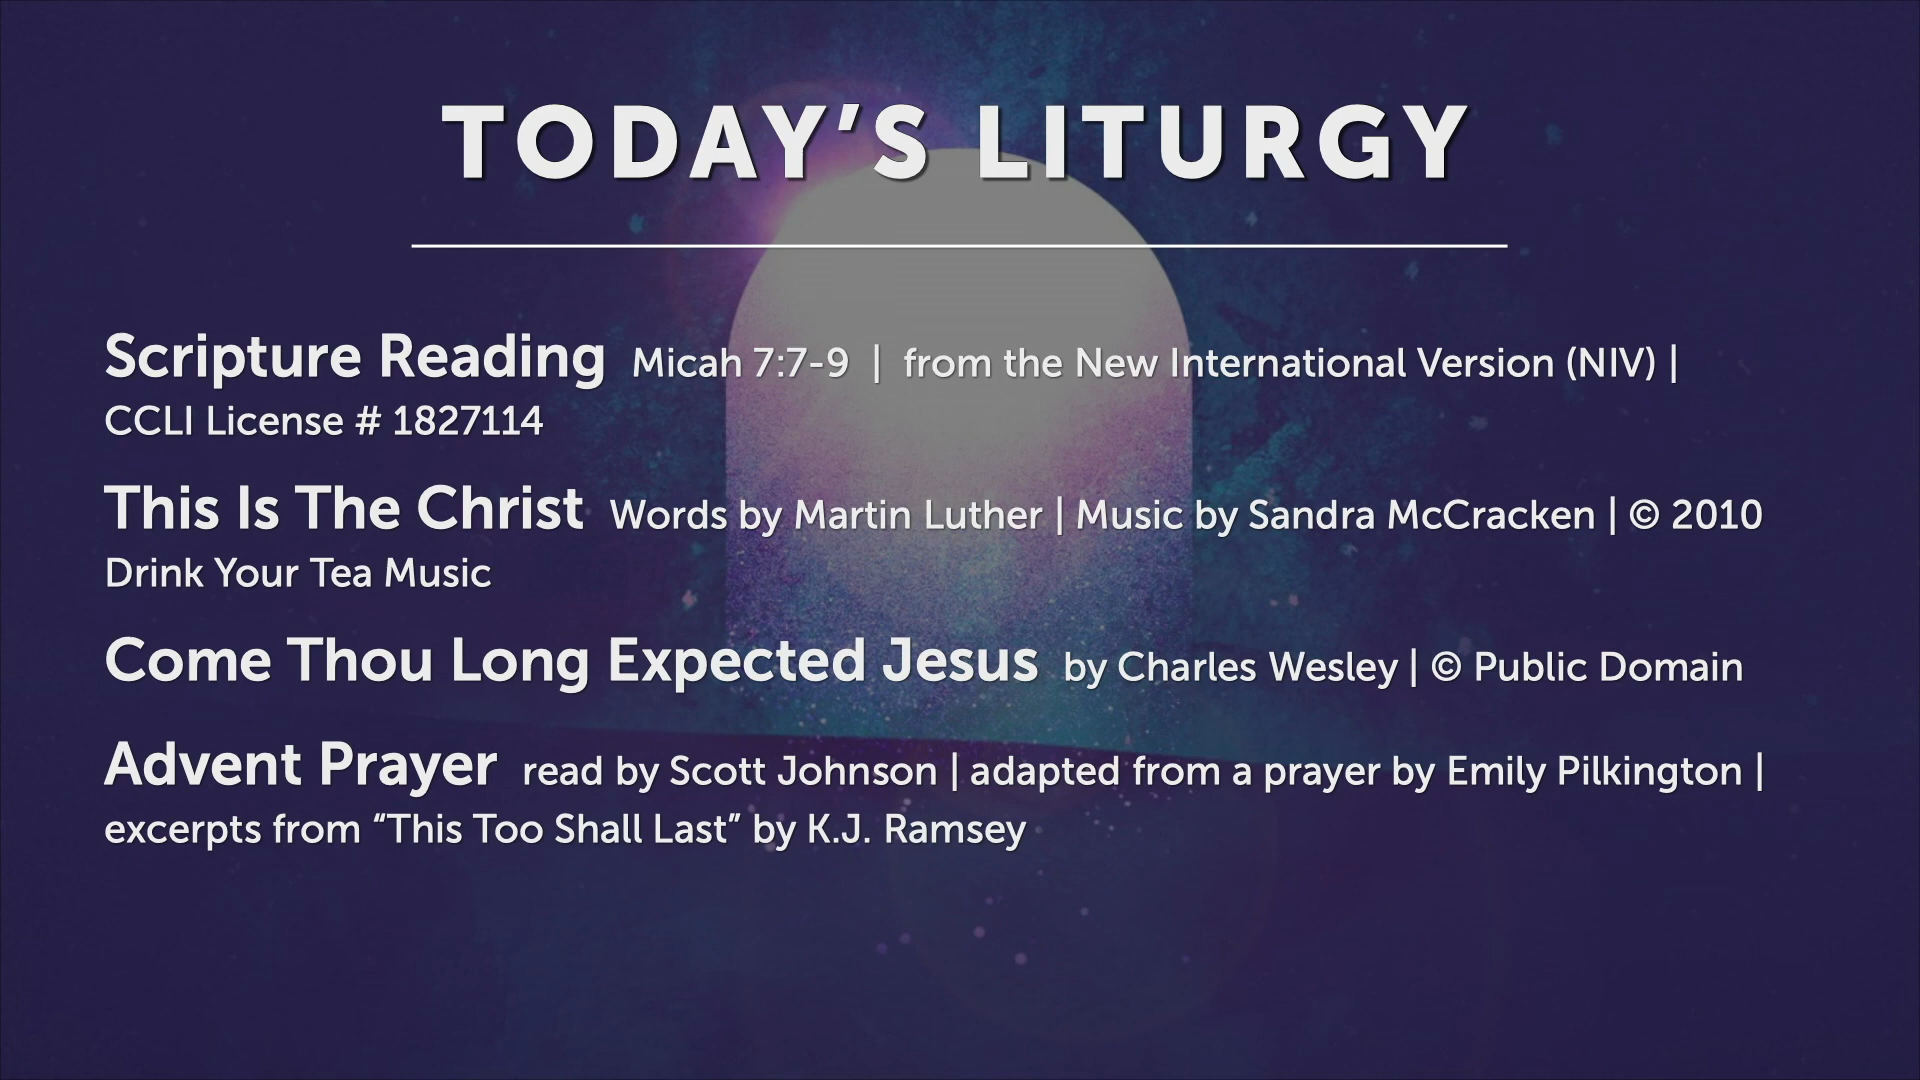 TODAY’S LITURGY
Scripture Reading Micah 7:7-9 | from the New International Version (NIV) |
CCLI License # 1827114
This Is The Christ Words by Martin Luther | Music by Sandra McCracken | © 2010
Drink Your Tea Music
Come Thou Long Expected Jesus by Charles Wesley | © Public Domain
Advent Prayer read by Scott Johnson | adapted from a prayer by Emily Pilkington |
excerpts from “This Too Shall Last” by K.J. Ramsey